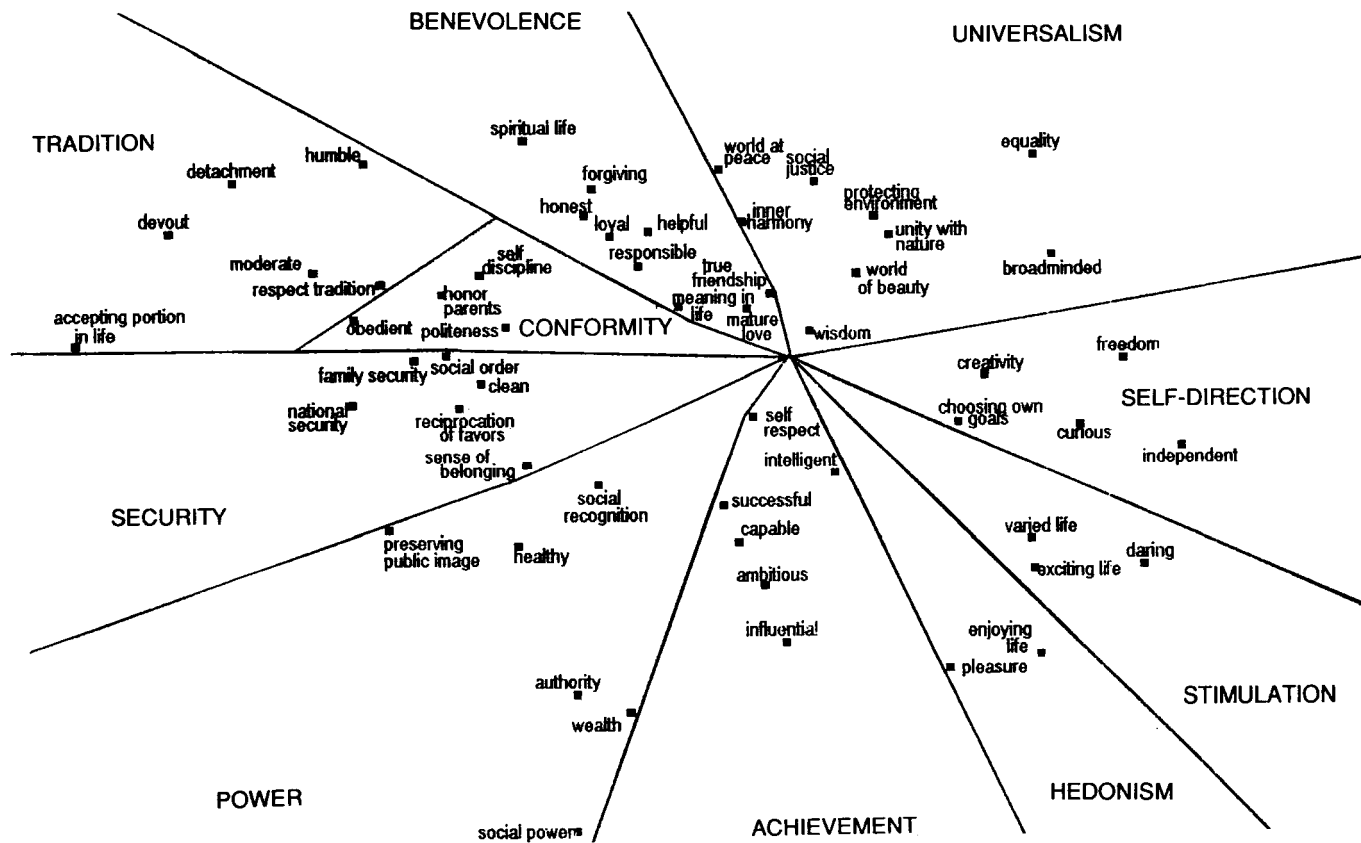 BENEVOLENCE
UNIVERSALISM
TRADITION
spiritual life
humble
detachment
devout
forgiving
honest
loyal
helpful
responsible
world at
peace
social
justice
equality
protecting
environment
inner
harmony
unity with
nature
broadminded
world
of beauty
true
friendship
meaning in
life
mature
love
wisdom
moderate
respect tradition
self
discipline
honor
parents
obedient
politeness
CONFORMITY
accepting portion
in life
social order
family security
clean
national
security
reciprocation
of favors
sense of
belonging
SECURITY
creativity
freedom
choosing own
goals
SELF-DIRECTION
curious
independent
self
respect
intelligent
successful
capable
ambitious
influential
social
recognition
preserving
public image
healthy
varied life
daring
exciting life
enjoying
life
pleasure
STIMULATION
authority
wealth
POWER
social power
ACHIEVEMENT
HEDONISM